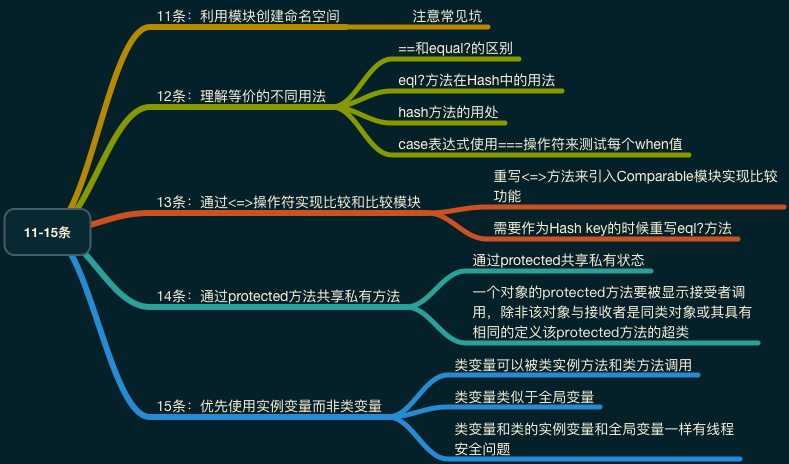 11-15条
11条：利用模块创建命名空间
注意常见坑
12条：理解等价的不同用法
==和equal?的区别
eql?方法在Hash中的用法
hash方法的用处
case表达式使用===操作符来测试每个when值
13条：通过<=>操作符实现比较和比较模块
重写<=>方法来引入Comparable模块实现比较
功能
需要作为Hash key的时候重写eql?方法
14条：通过protected方法共享私有方法
通过protected共享私有状态
一个对象的protected方法要被显示接受者调
用，除非该对象与接收者是同类对象或其具有
相同的定义该protected方法的超类
15条：优先使用实例变量而非类变量
类变量可以被类实例方法和类方法调用
类变量类似于全局变量
类变量和类的实例变量和全局变量一样有线程
安全问题